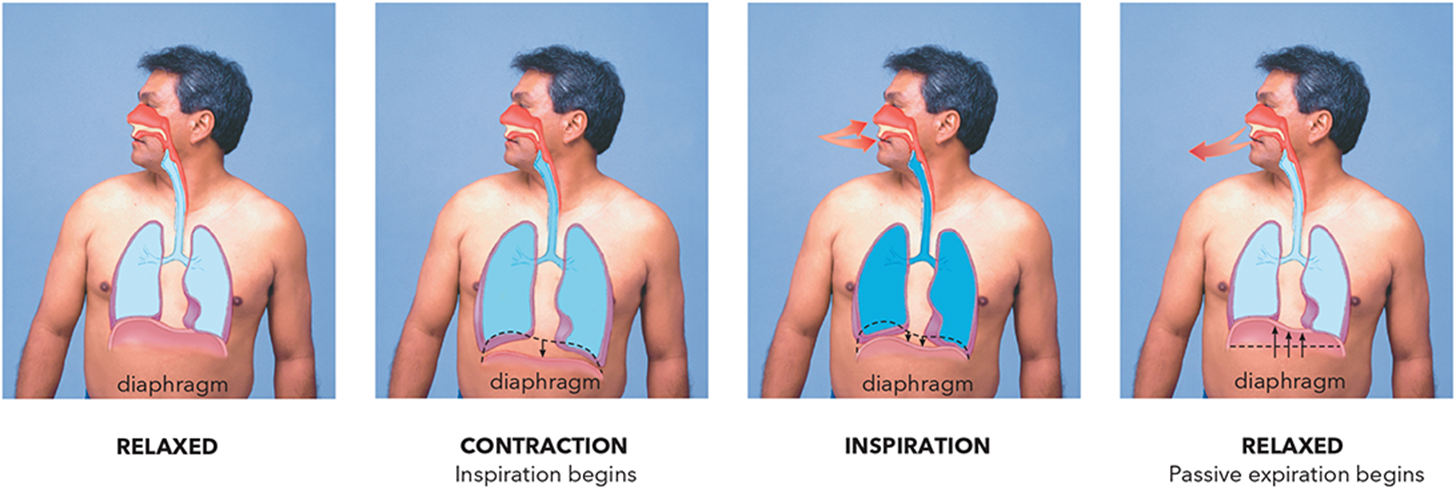 diaphragm
diaphragm
diaphragm
diaphragm
RELAXED
CONTRACTION
Inspiration begins
INSPIRATION
RELAXED
Passive expiration begins